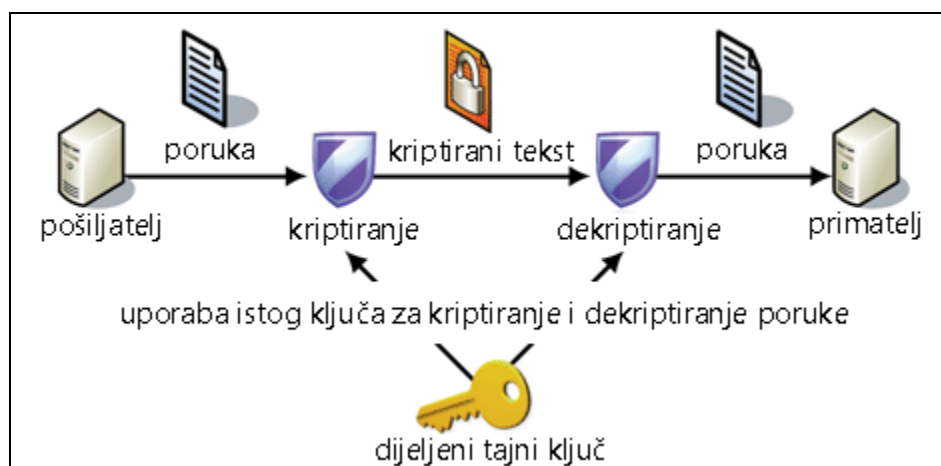 poruka
kriptirani tekst
poruka
pošiljatelj
kriptiranje
dekriptiranje
primatelj
uporaba istog ključa za kriptiranje i dekriptiranje poruke
dijeljeni tajni ključ